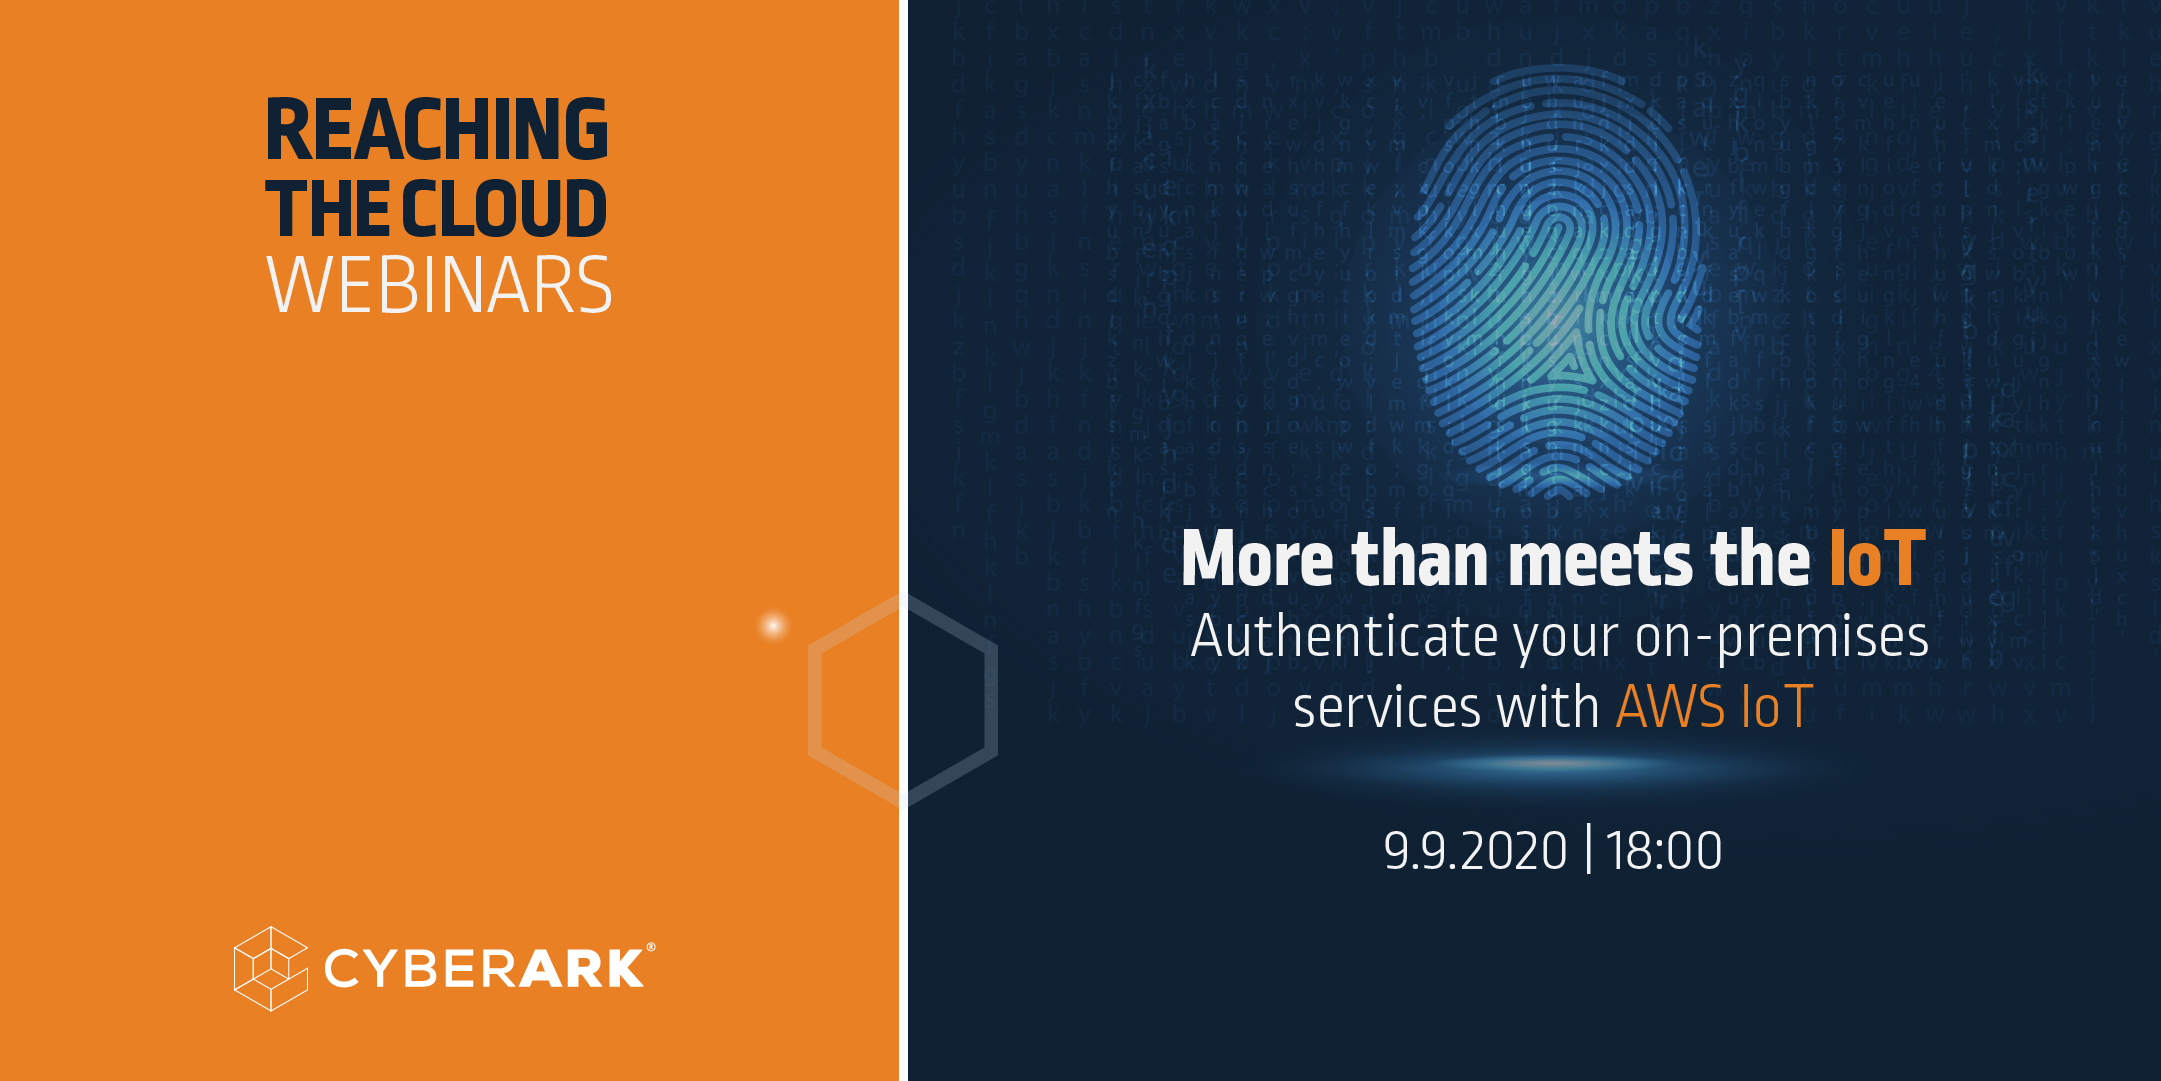 REACHING
THE CLOUD
WEBINARS
CYBERARK®
More than meets the IoT
Authenticate your on-premises
services with AWS IoT
9.9.2020 | 18:00